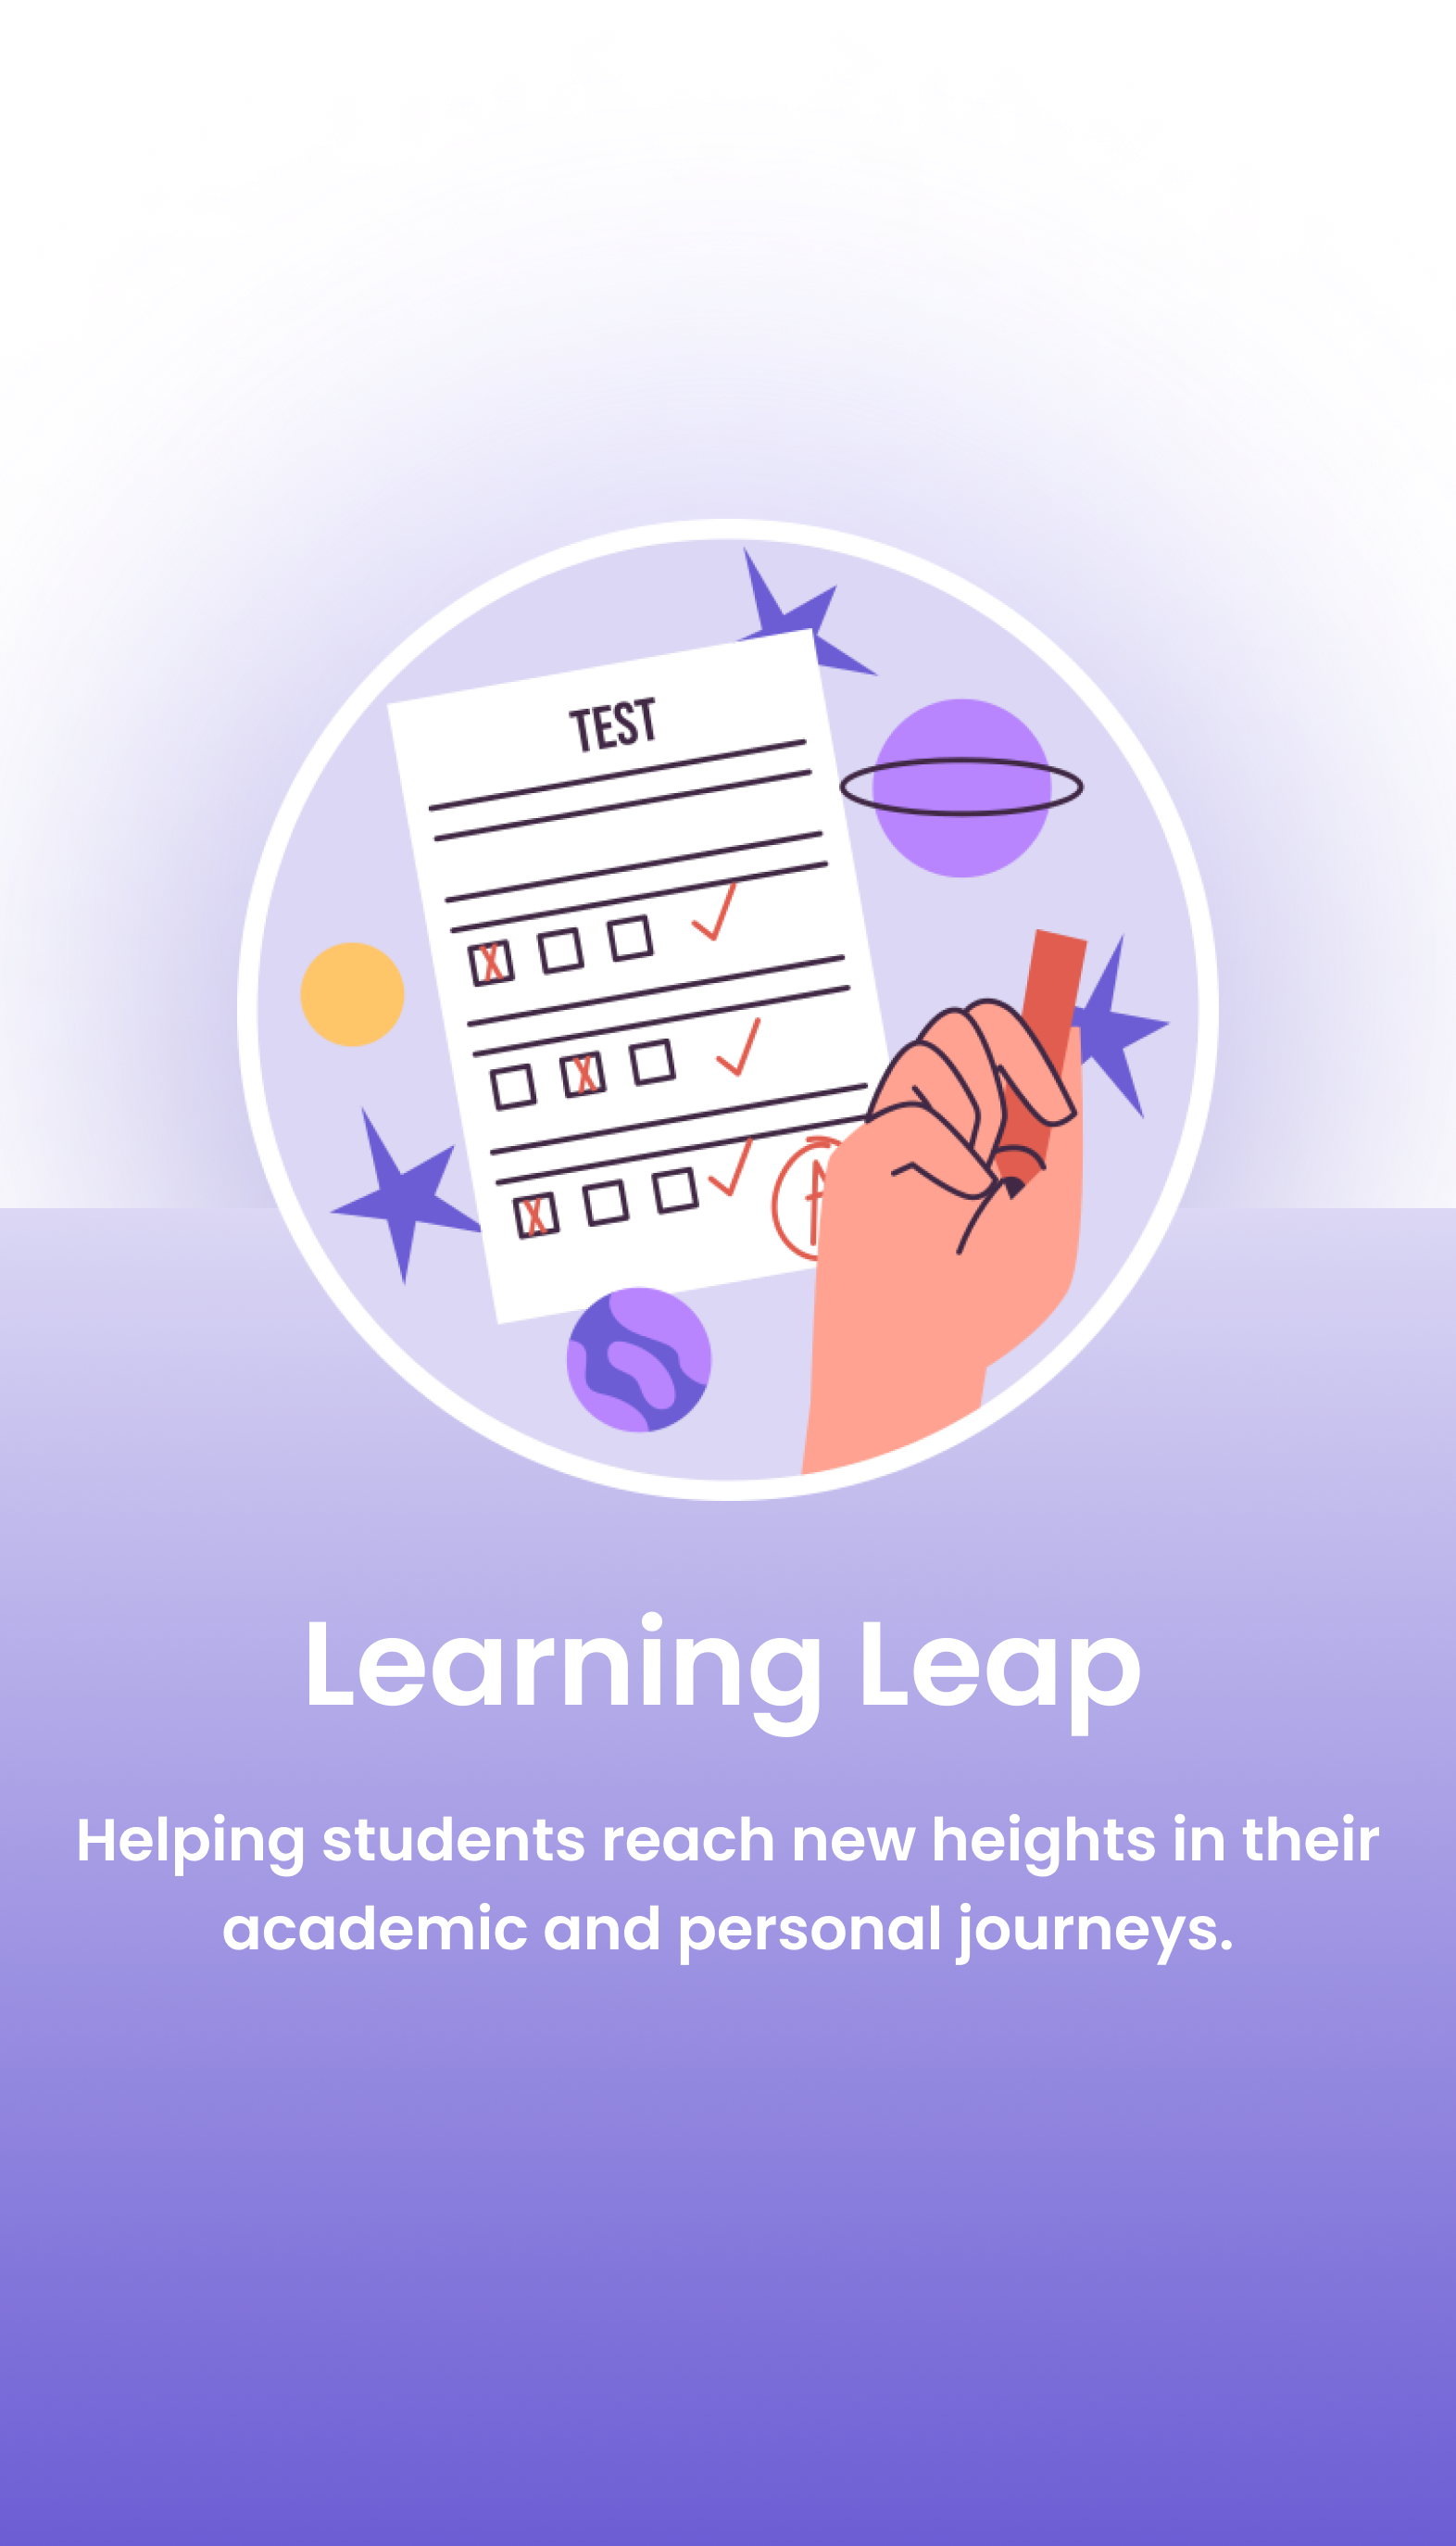 TEST
X
X
X
Learning Leap
Helping students reach new heights in their
academic and personal journeys.